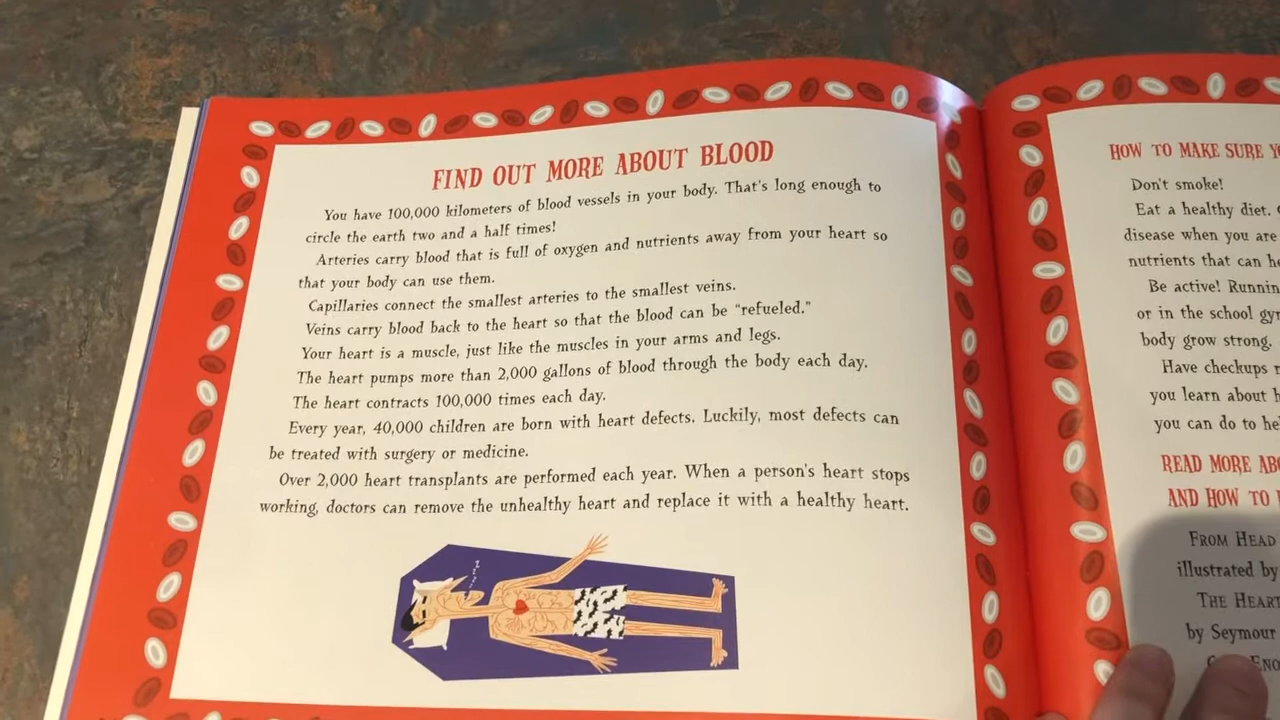 FIND OUT MORE ABOUT BLOOD
You have 100,000 kilometers of blood vessels in your body. That's long enough to
circle the earth two and a half times!
Arteries carry blood that is full of oxygen and nutrients away from your heart so
that your body can use them.
Capillaries connect the smallest arteries to the smallest veins.
Veins carry blood back to the heart so that the blood can be “refueled.”
Your heart is a muscle, just like the muscles in your arms and legs.
The heart pumps more than 2,000 gallons of blood through the body each day.
The heart contracts 100,000 times each day.
Every year, 40,000 children are born with heart defects. Luckily, most defects can
be treated with surgery or medicine.
Over 2,000 heart transplants are performed each year. When a person's heart stops
working, doctors can remove the unhealthy heart and replace it with a healthy heart.
HOW TO MAKE SURE
Don't smoke!
Eat a healthy diet.
disease when you are
nutrients that can
Be active!
or in the school
body grow strong.
Have checkups
you learn about
you can do to
READ MORE
AND HOW TO
FROM HEAD
illustrated by
THE HEART
by Seymour